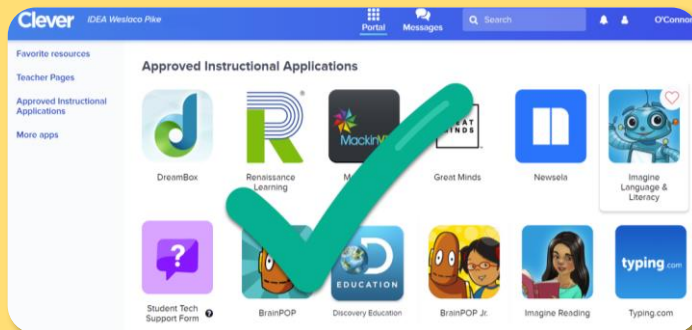 Clever IDEA Weslaco Pike
Portal
Messages
Search
O'Connor
Favorite resources
Teacher Pages
Approved Instructional
Applications
More apps
Approved Instructional Applications
DreamBox
R
Renaissance
Learning
Mackin
Great Minds
Newsela
Imagine
Language &
Literacy
?
Student Tech
Support Form ?
BrainPOP
D
EDUCATION
Discovery Education
BrainPOP Jr.
Imagine Reading
typing.com
Typing.com